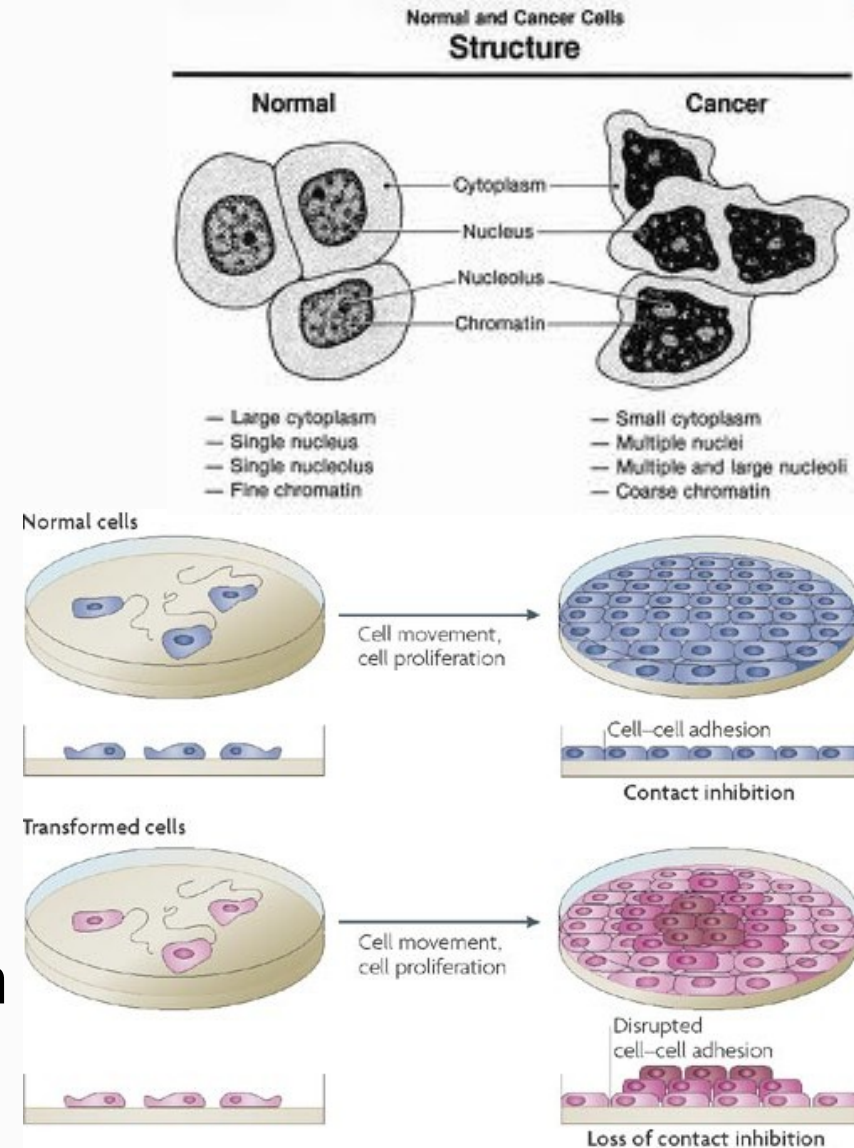 Normal and Cancer Cells
Structure
Normal
Cancer
Cytoplasm
Nucleus
Nucleolus
Chromatin
— Large cytoplasm
— Single nucleus
— Single nucleolus
— Fine chromatin
— Small cytoplasm
— Multiple nuclei
— Multiple and large nucleoli
— Coarse chromatin
Normal cells
Cell movement,
cell proliferation
Cell–cell adhesion
Contact inhibition
Transformed cells
Cell movement,
cell proliferation
Disrupted
cell–cell adhesion
Loss of contact inhibition